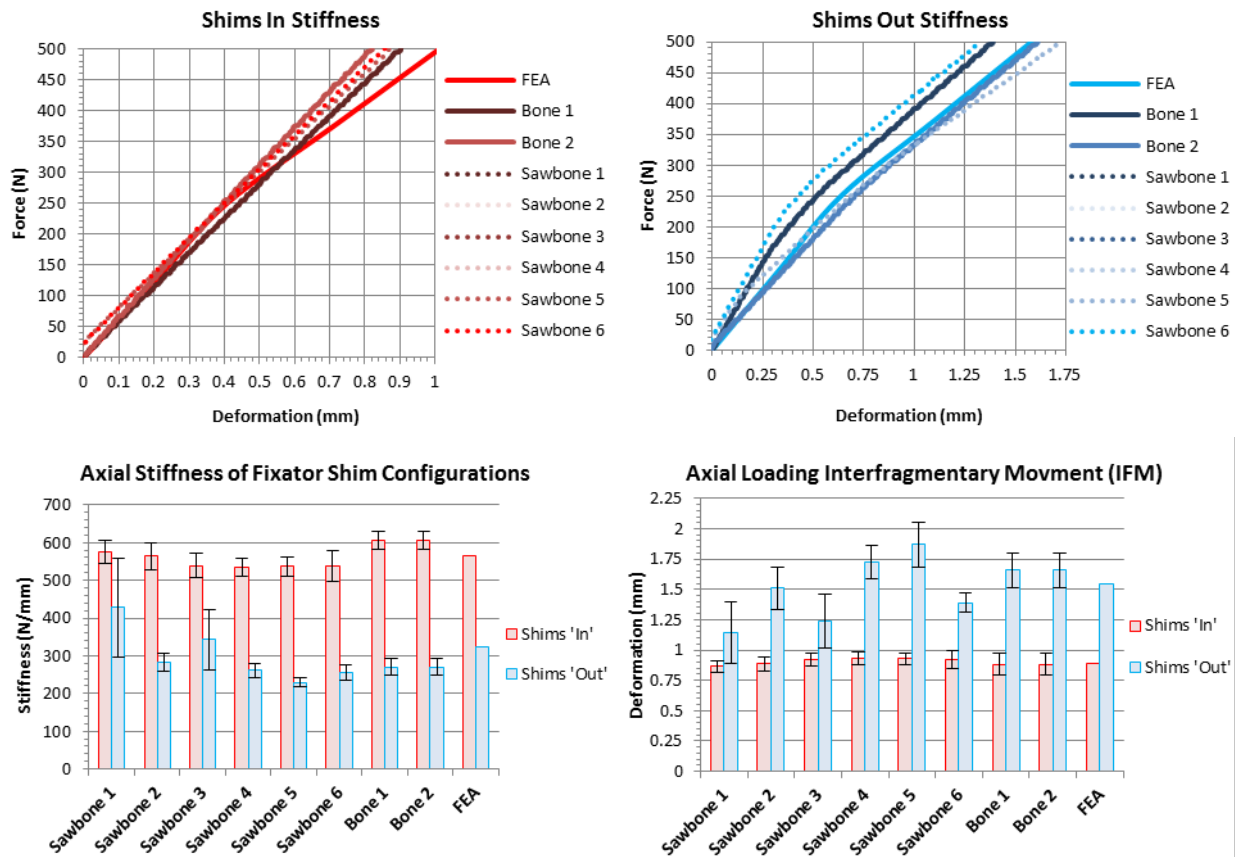 Shims In Stiffness
500
450
400
350
300
250
200
150
100
50
0
Force (N)
0 0.1 0.2 0.3 0.4 0.5 0.6 0.7 0.8 0.9 1
Deformation (mm)
FEA
Bone 1
Bone 2
Sawbone 1
Sawbone 2
Sawbone 3
Sawbone 4
Sawbone 5
Sawbone 6
Shims Out Stiffness
500
450
400
350
300
250
200
150
100
50
0
Force (N)
0 0.25 0.5 0.75 1 1.25 1.5 1.75
Deformation (mm)
FEA
Bone 1
Bone 2
Sawbone 1
Sawbone 2
Sawbone 3
Sawbone 4
Sawbone 5
Sawbone 6
Axial Stiffness of Fixator Shim Configurations
700
600
500
400
300
200
100
0
Stiffness (N/mm)
Sawbone 1
Sawbone 2
Sawbone 3
Sawbone 4
Sawbone 5
Sawbone 6
Bone 1
Bone 2
FEA
Shims 'In'
Shims 'Out'
Axial Loading Interfragmentary Movment (IFM)
2.25
2
1.75
1.5
1.25
1
0.75
0.5
0.25
0
Deformation (mm)
Sawbone 1
Sawbone 2
Sawbone 3
Sawbone 4
Sawbone 5
Sawbone 6
Bone 1
Bone 2
FEA
Shims 'In'
Shims 'Out'